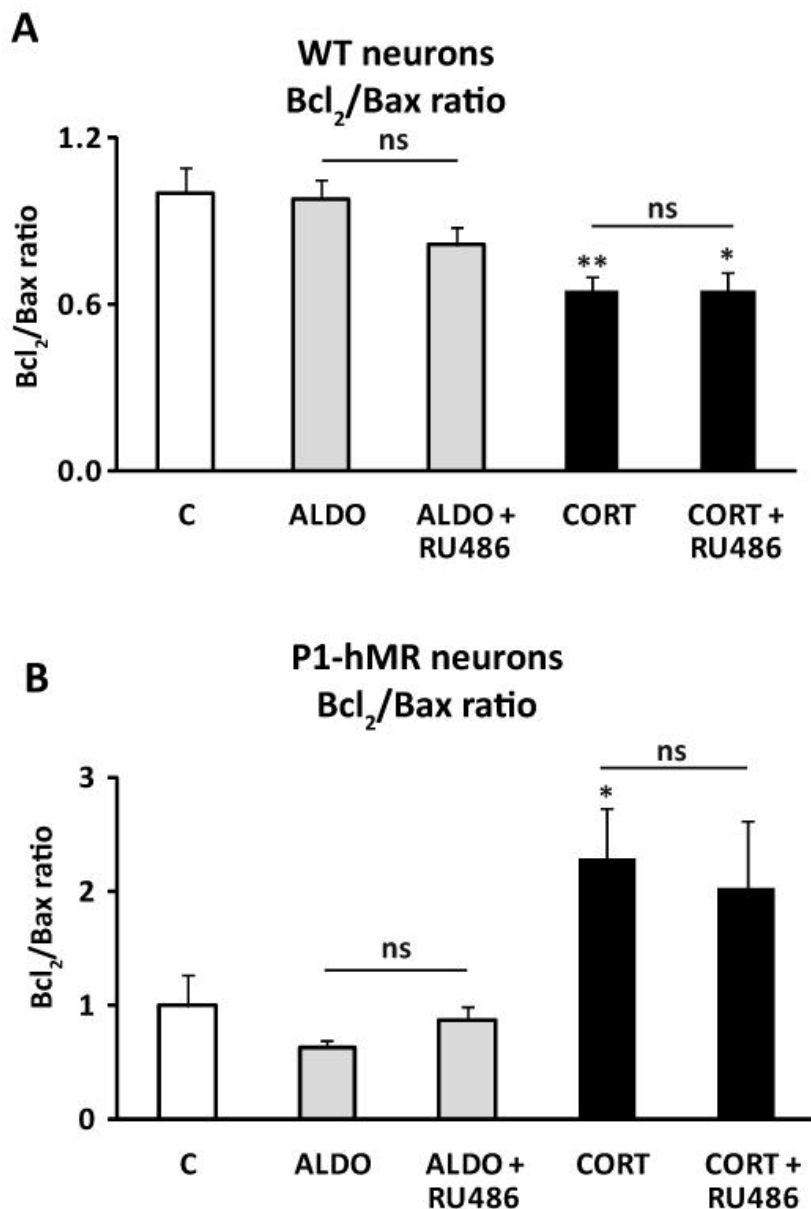 A
WT neurons
Bcl₂/Bax ratio
Bcl₂/Bax ratio
1.2
0.6
0.0
ns
ns
**
*
C ALDO ALDO + CORT CORT +
RU486 RU486
B
P1-hMR neurons
Bcl₂/Bax ratio
Bcl₂/Bax ratio
3
2
1
0
ns
ns
*
C ALDO ALDO + CORT CORT +
RU486 RU486